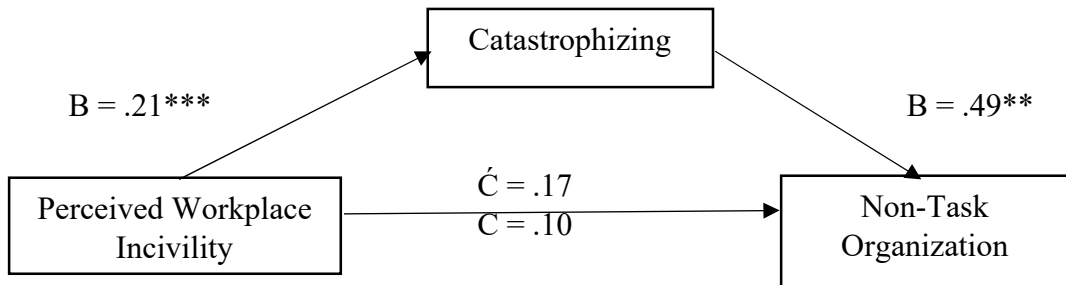 Catastrophizing
B = .21***
B = .49**
Ć = .17
C = .10
Perceived Workplace
Incivility
Non-Task
Organization